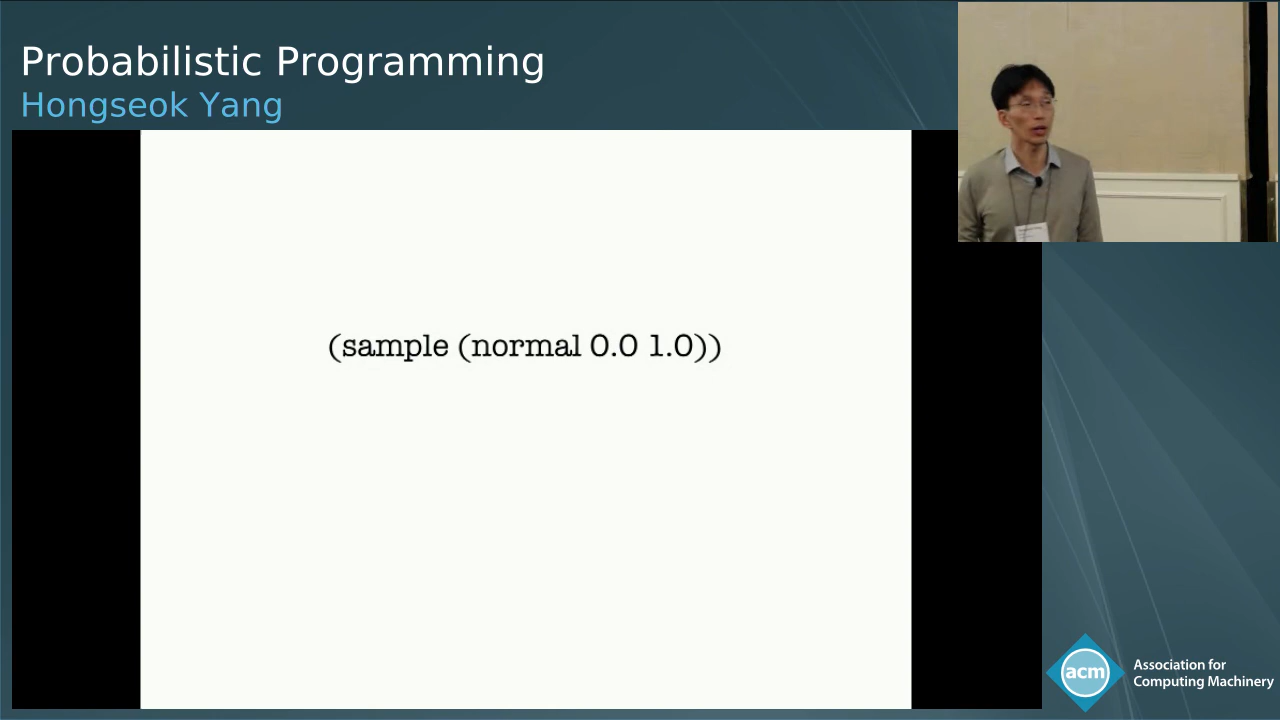 Probabilistic Programming
Hongseok Yang
(sample (normal 0.0 1.0))
acm
Association for
Computing Machinery